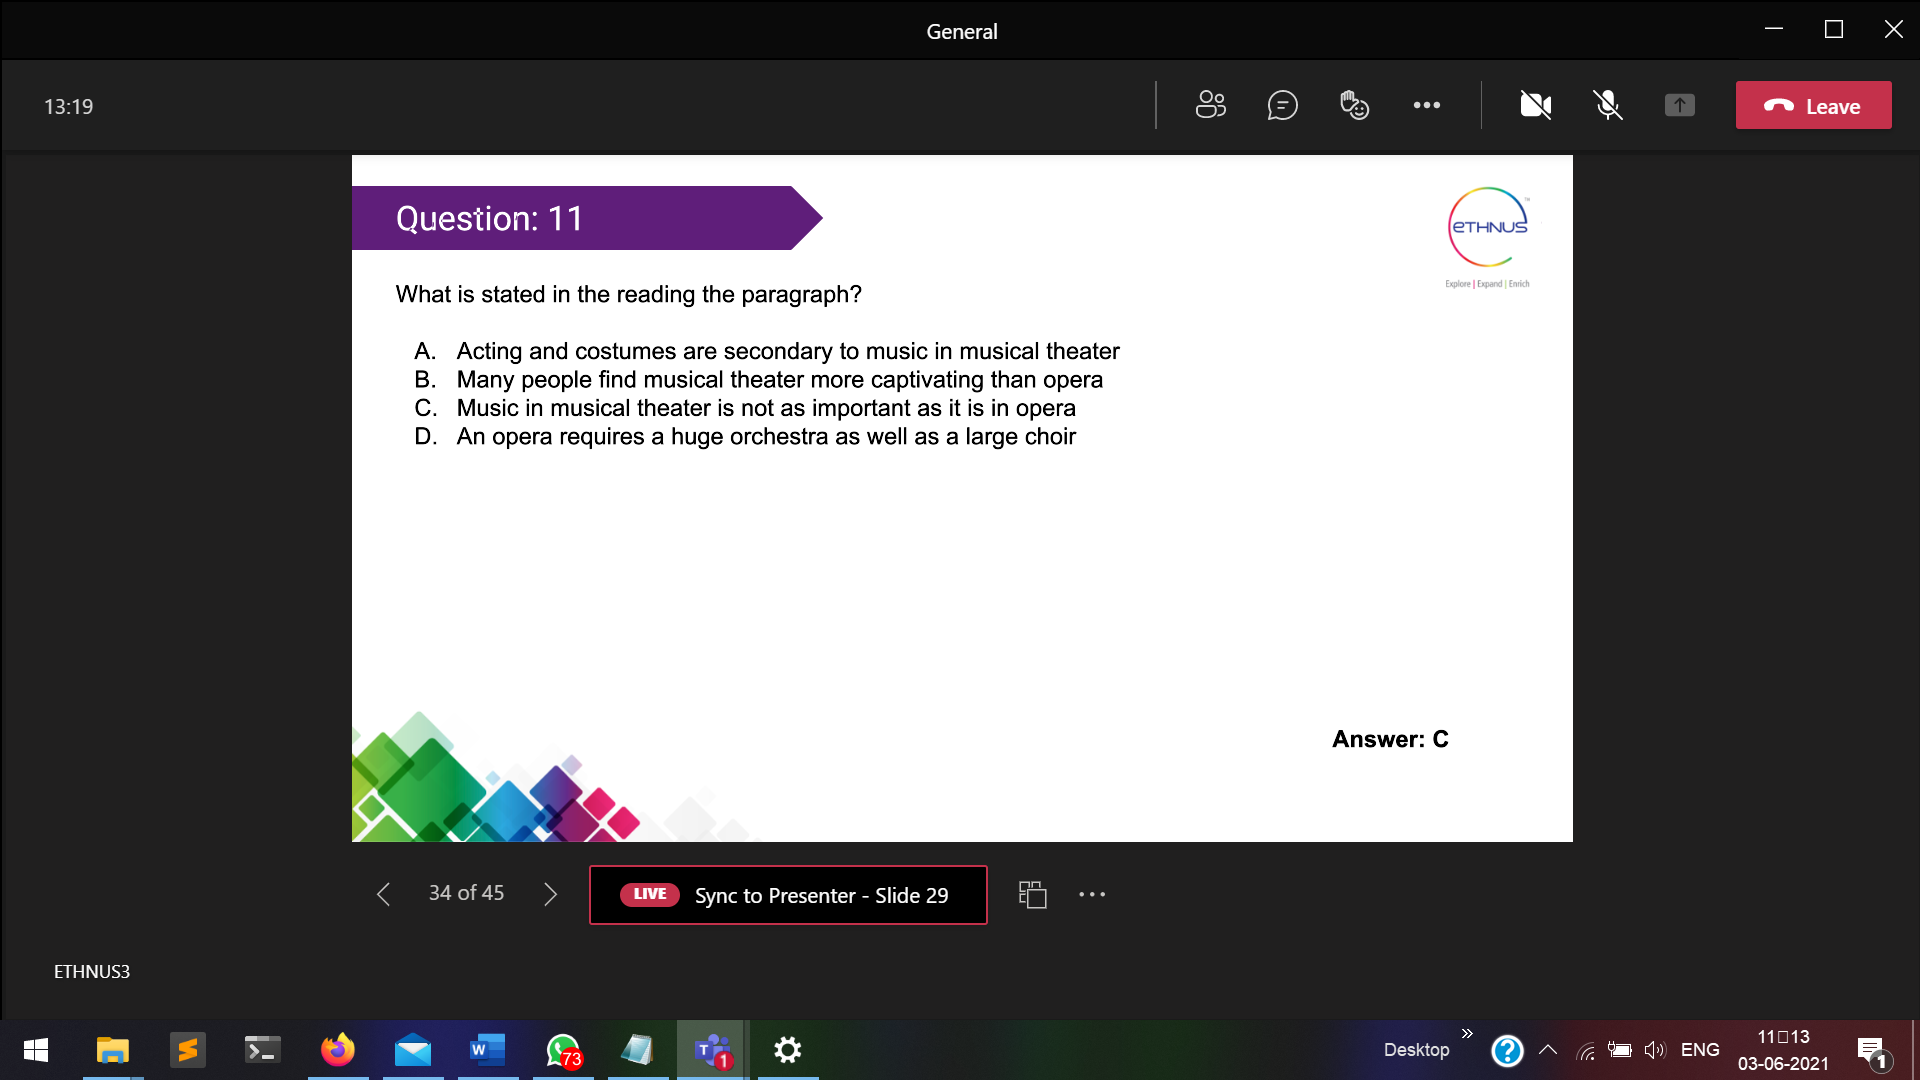 General
13:19
Leave
Question: 11
ETHNUS
TM
Explore | Expand | Enrich
What is stated in the reading the paragraph?
A. Acting and costumes are secondary to music in musical theater
B. Many people find musical theater more captivating than opera
C. Music in musical theater is not as important as it is in opera
D. An opera requires a huge orchestra as well as a large choir
Answer: C
34 of 45
LIVE Sync to Presenter - Slide 29
ETHNUS3
W
73
T
1
Desktop
»
?
ENG
11□13
03-06-2021
1